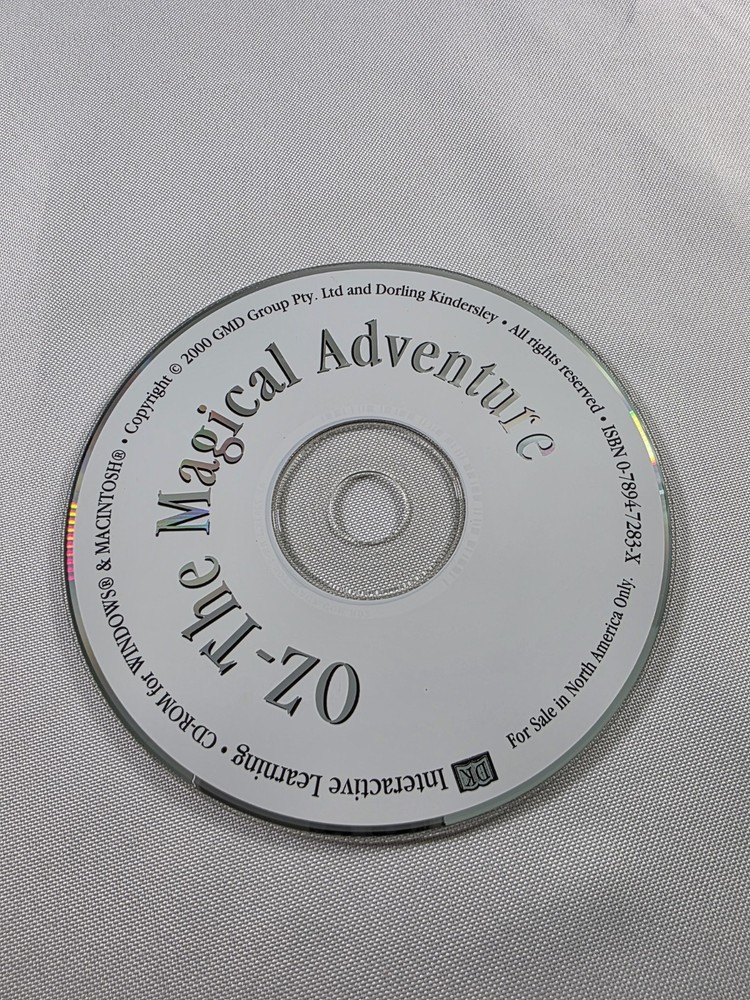 OZ-The Magical Adventure
DK Interactive Learning • CD-ROM for WINDOWS® & MACINTOSH® • Copyright © 2000 GMD Group Pty. Ltd and Dorling Kindersley • All rights reserved • ISBN 0-7894-7283-X
For Sale in North America Only.